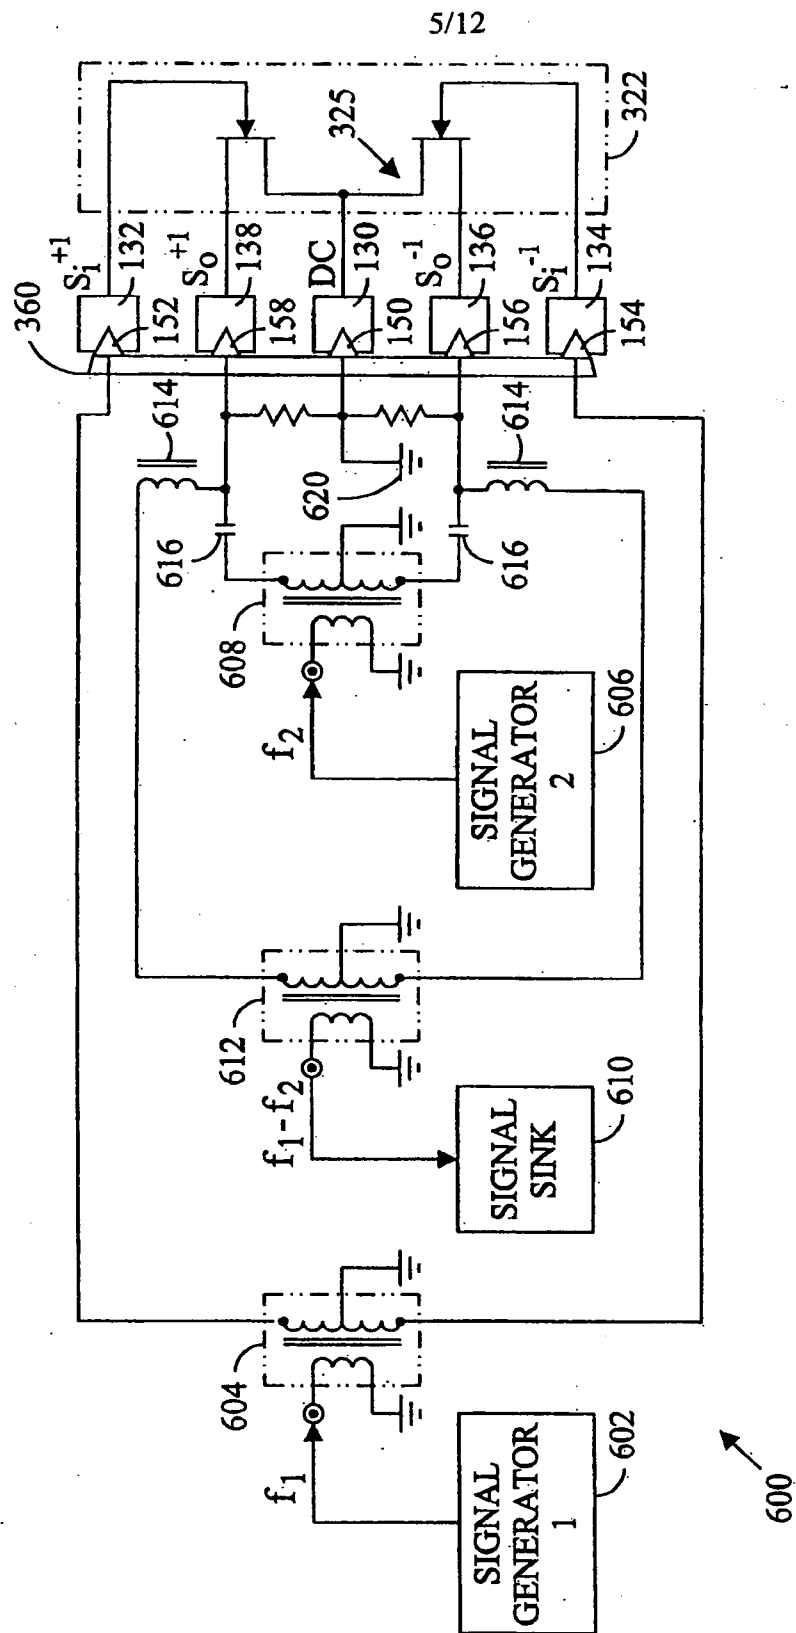 5/12
360
S_i^{+1}
132
152
S_o^{+1}
138
158
DC
130
150
S_o^{-1}
136
156
S_i^{-1}
134
154
325
322
614
616
620
614
616
608
f_2
SIGNAL
GENERATOR
2
606
612
f_1-f_2
SIGNAL
SINK
610
604
f_1
SIGNAL
GENERATOR
1
602
600